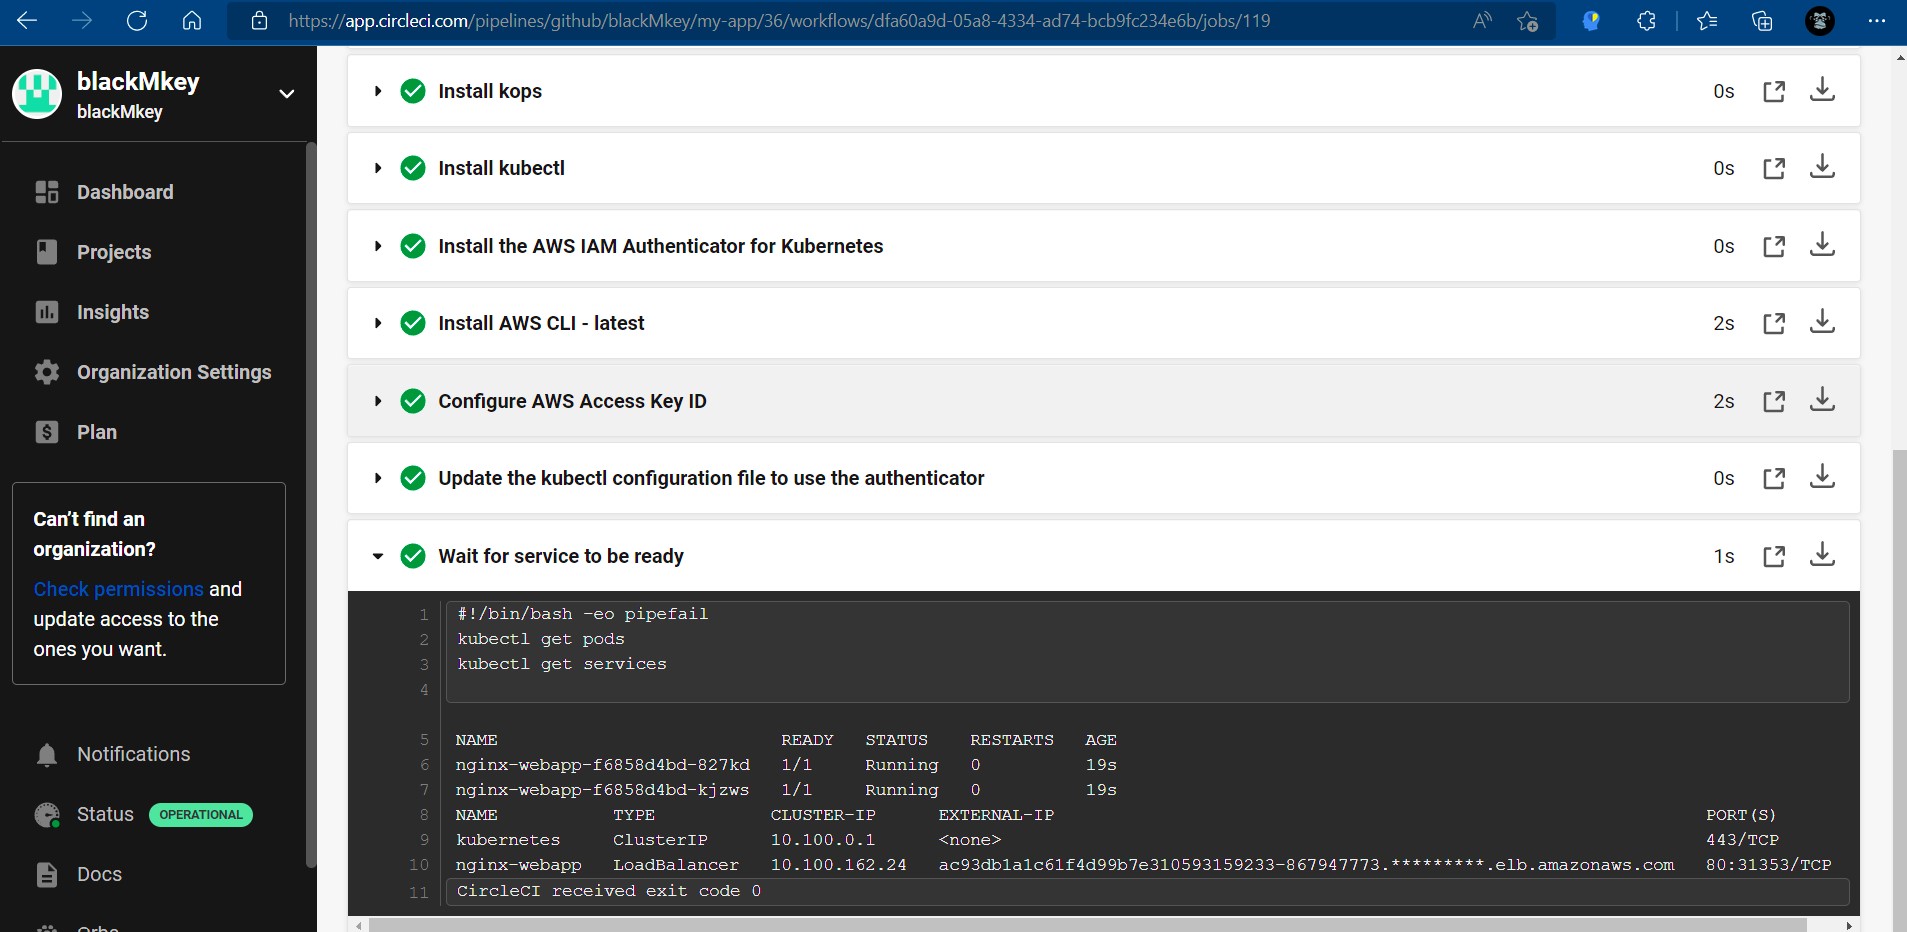 https://app.circleci.com/pipelines/github/blackMkey/my-app/36/workflows/dfa60a9d-05a8-4334-ad74-bcb9fc234e6b/jobs/119
blackMkey
blackMkey
Dashboard
Projects
Insights
Organization Settings
Plan
Can't find an
organization?
Check permissions and
update access to the
ones you want.
Notifications
Status OPERATIONAL
Docs
Orbs
Install kops 0s
Install kubectl 0s
Install the AWS IAM Authenticator for Kubernetes 0s
Install AWS CLI - latest 2s
Configure AWS Access Key ID 2s
Update the kubectl configuration file to use the authenticator 0s
Wait for service to be ready 1s
1 #!/bin/bash -eo pipefail
2 kubectl get pods
3 kubectl get services
4
5 NAME READY STATUS RESTARTS AGE
6 nginx-webapp-f6858d4bd-827kd 1/1 Running 0 19s
7 nginx-webapp-f6858d4bd-kjzws 1/1 Running 0 19s
8 NAME TYPE CLUSTER-IP EXTERNAL-IP PORT(S)
9 kubernetes ClusterIP 10.100.0.1 <none> 443/TCP
10 nginx-webapp LoadBalancer 10.100.162.24 ac93db1a1c61f4d99b7e310593159233-867947773.*********.elb.amazonaws.com 80:31353/TCP
11 CircleCI received exit code 0